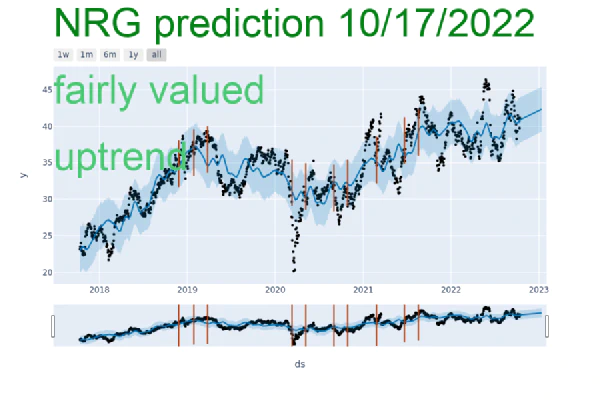 NRG prediction 10/17/2022
1w 1m 6m 1y all
fairly valued
uptrend
45
40
35
30
25
20
y
2018 2019 2020 2021 2022 2023
ds